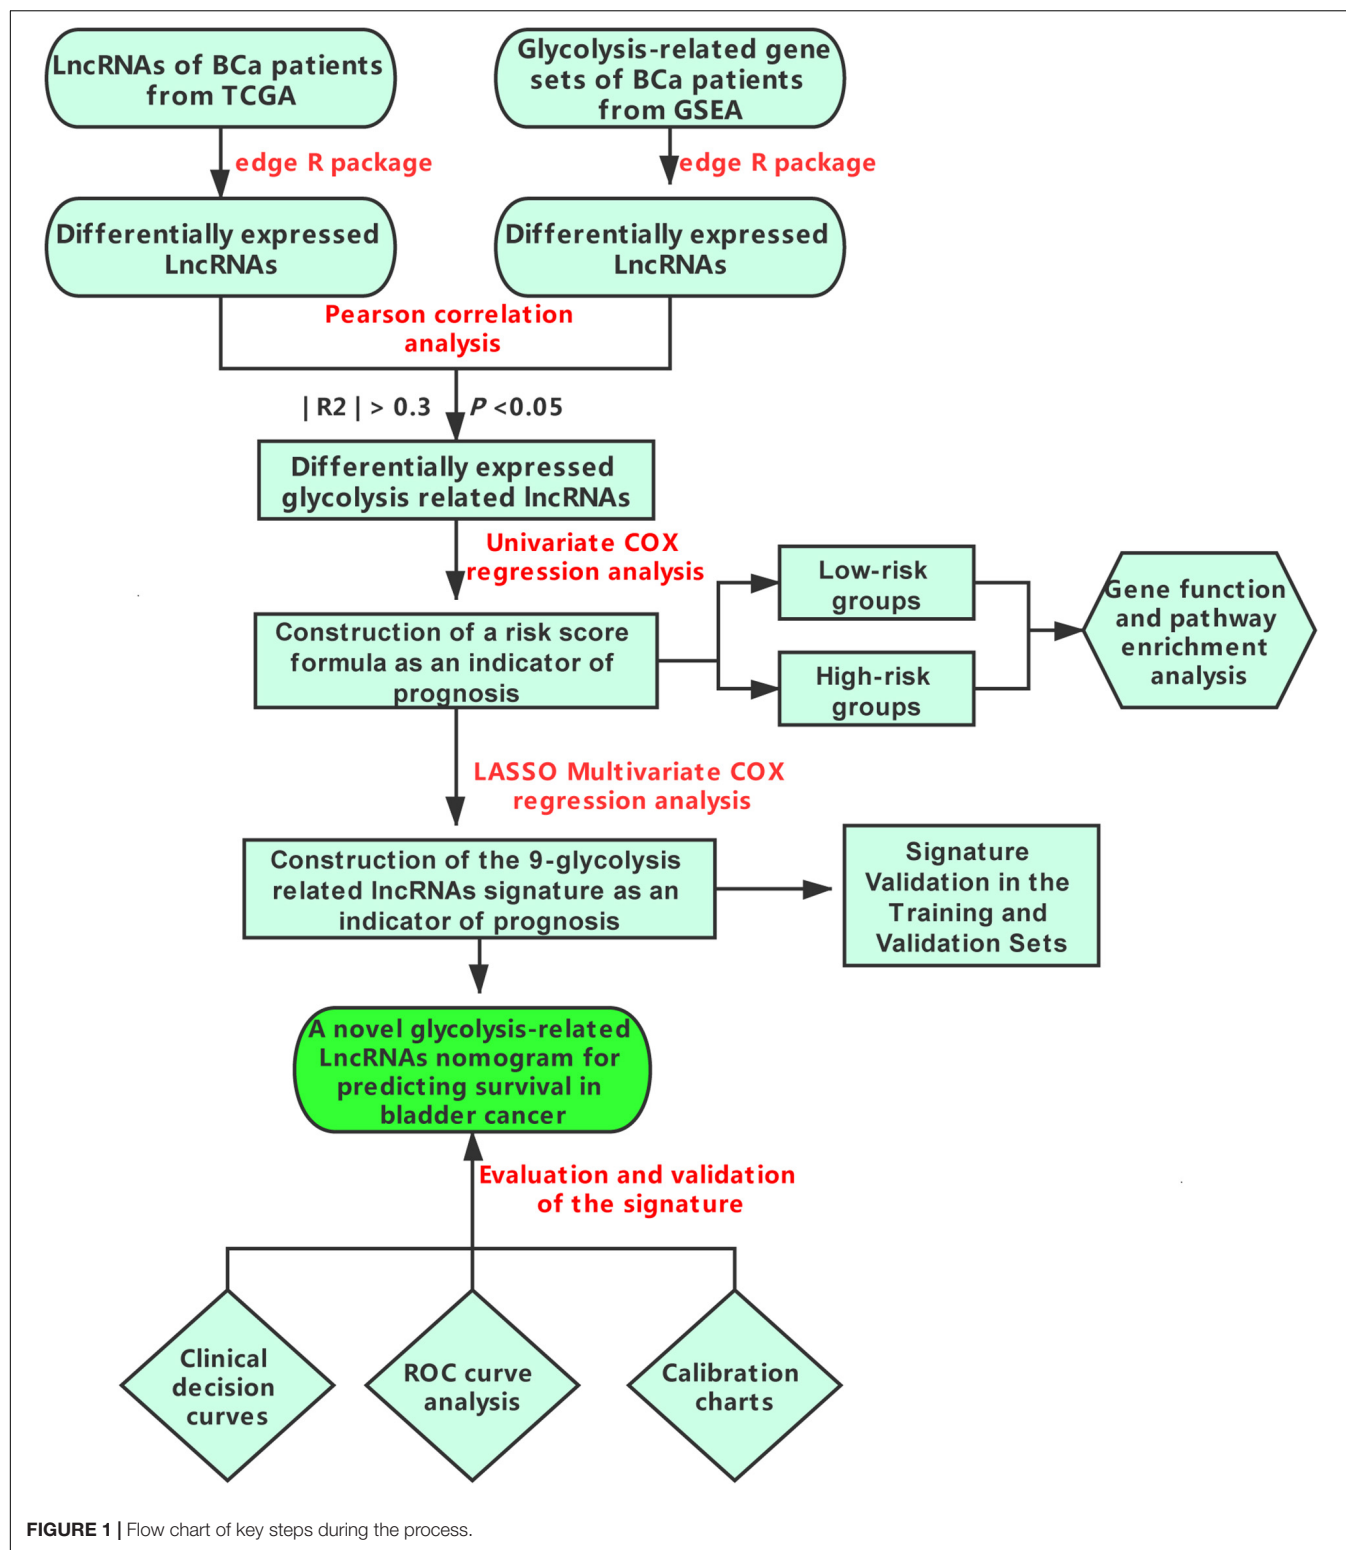 LncRNAs of BCa patients
from TCGA
Glycolysis-related gene
sets of BCa patients
from GSEA
edge R package
edge R package
Differentially expressed
LncRNAs
Differentially expressed
LncRNAs
Pearson correlation
analysis
| R2 | > 0.3 P <0.05
Differentially expressed
glycolysis related lncRNAs
Univariate COX
regression analysis
Construction of a risk score
formula as an indicator of
prognosis
Low-risk
groups
High-risk
groups
Gene function
and pathway
enrichment
analysis
LASSO Multivariate COX
regression analysis
Construction of the 9-glycolysis
related lncRNAs signature as an
indicator of prognosis
Signature
Validation in the
Training and
Validation Sets
A novel glycolysis-related
LncRNAs nomogram for
predicting survival in
bladder cancer
Evaluation and validation
of the signature
Clinical
decision
curves
ROC curve
analysis
Calibration
charts
FIGURE 1 | Flow chart of key steps during the process.